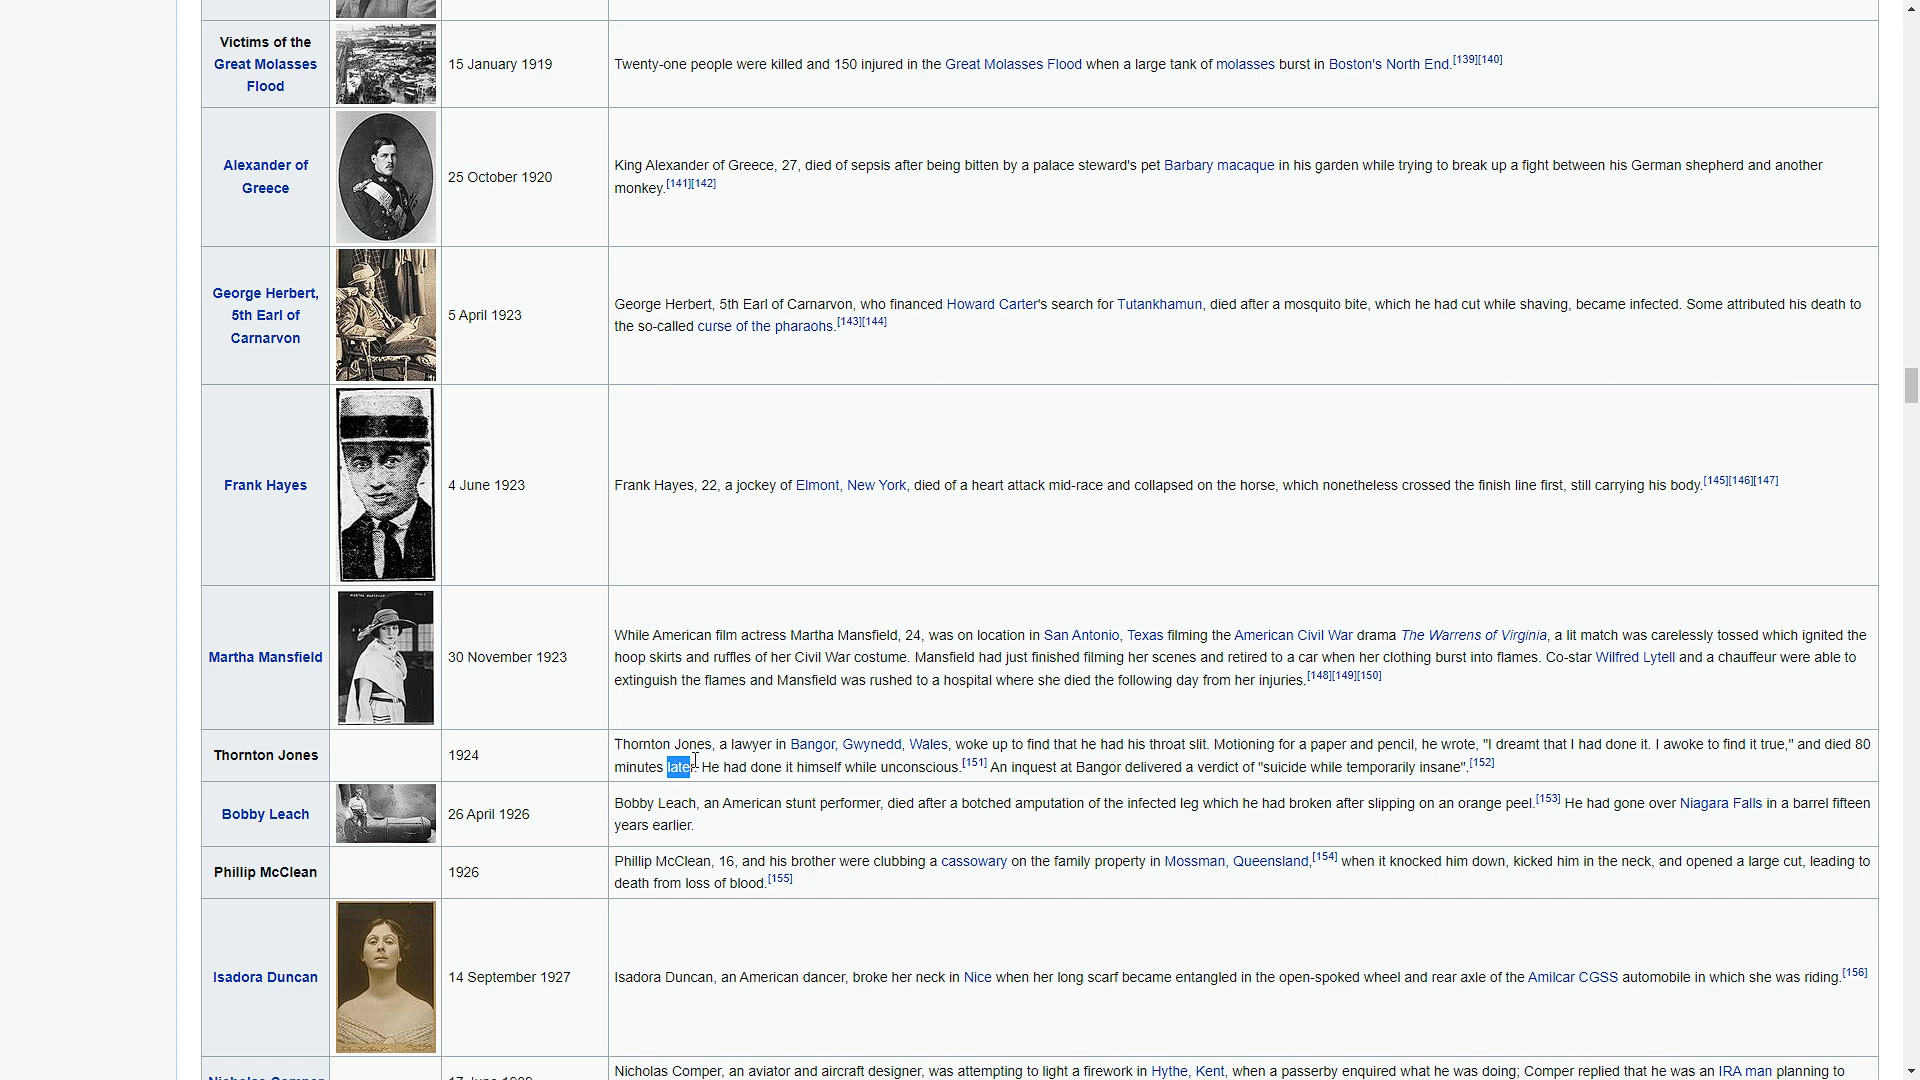 Victims of the
Great Molasses
Flood
15 January 1919
Twenty-one people were killed and 150 injured in the Great Molasses Flood when a large tank of molasses burst in Boston's North End.[139][140]
Alexander of
Greece
25 October 1920
King Alexander of Greece, 27, died of sepsis after being bitten by a palace steward's pet Barbary macaque in his garden while trying to break up a fight between his German shepherd and another
monkey.[141][142]
George Herbert,
5th Earl of
Carnarvon
5 April 1923
George Herbert, 5th Earl of Carnarvon, who financed Howard Carter's search for Tutankhamun, died after a mosquito bite, which he had cut while shaving, became infected. Some attributed his death to
the so-called curse of the pharaohs.[143][144]
Frank Hayes
4 June 1923
Frank Hayes, 22, a jockey of Elmont, New York, died of a heart attack mid-race and collapsed on the horse, which nonetheless crossed the finish line first, still carrying his body.[145][146][147]
Martha Mansfield
30 November 1923
While American film actress Martha Mansfield, 24, was on location in San Antonio, Texas filming the American Civil War drama The Warrens of Virginia, a lit match was carelessly tossed which ignited the
hoop skirts and ruffles of her Civil War costume. Mansfield had just finished filming her scenes and retired to a car when her clothing burst into flames. Co-star Wilfred Lytell and a chauffeur were able to
extinguish the flames and Mansfield was rushed to a hospital where she died the following day from her injuries.[148][149][150]
Thornton Jones
1924
Thornton Jones, a lawyer in Bangor, Gwynedd, Wales, woke up to find that he had his throat slit. Motioning for a paper and pencil, he wrote, "I dreamt that I had done it. I awoke to find it true," and died 80
minutes later. He had done it himself while unconscious.[151] An inquest at Bangor delivered a verdict of "suicide while temporarily insane".[152]
Bobby Leach
26 April 1926
Bobby Leach, an American stunt performer, died after a botched amputation of the infected leg which he had broken after slipping on an orange peel.[153] He had gone over Niagara Falls in a barrel fifteen
years earlier.
Phillip McClean
1926
Phillip McClean, 16, and his brother were clubbing a cassowary on the family property in Mossman, Queensland,[154] when it knocked him down, kicked him in the neck, and opened a large cut, leading to
death from loss of blood.[155]
Isadora Duncan
14 September 1927
Isadora Duncan, an American dancer, broke her neck in Nice when her long scarf became entangled in the open-spoked wheel and rear axle of the Amilcar CGSS automobile in which she was riding.[156]
Nicholas Comper, an aviator and aircraft designer, was attempting to light a firework in Hythe, Kent, when a passerby enquired what he was doing; Comper replied that he was an IRA man planning to